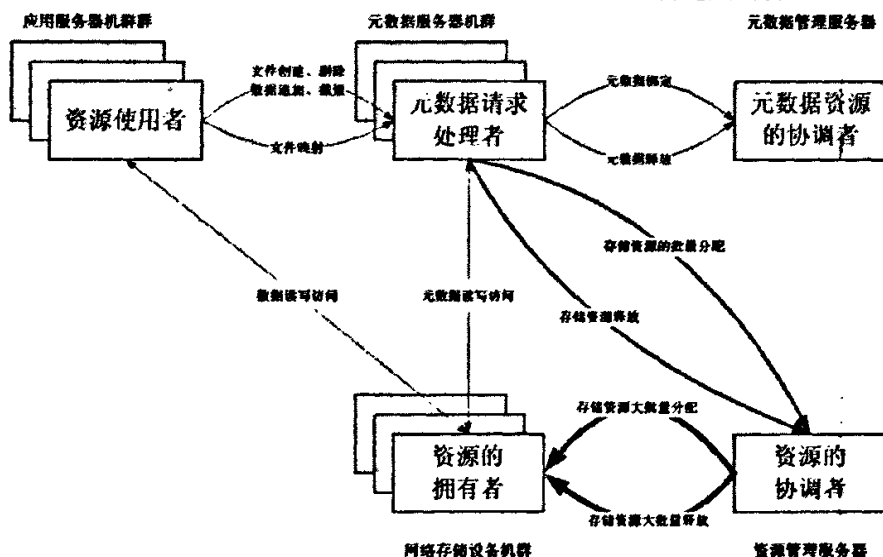 应用服务器机群群
元数据服务器机群
元数据管理服务器
资源使用者
文件创建、删除
数据追加、截短
文件映射
元数据请求
处理者
元数据绑定
元数据释放
元数据资源
的协调者
存储资源的批量分配
数据读写访问
元数据读写访问
存储资源释放
存储资源大批量分配
资源的
拥有者
资源的
协调者
存储资源大批量释放
网络存储设备机群
资源管理服务器